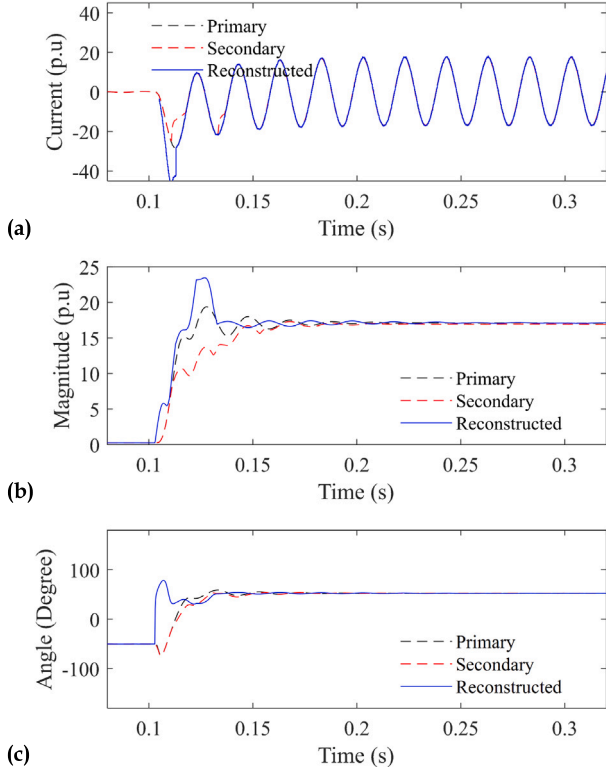 40
20
0
-20
-40
Current (p.u)
Primary
Secondary
Reconstructed
0.1 0.15 0.2 0.25 0.3
Time (s)
(a)
25
20
15
10
5
0
Magnitude (p.u)
Primary
Secondary
Reconstructed
0.1 0.15 0.2 0.25 0.3
Time (s)
(b)
100
0
-100
Angle (Degree)
Primary
Secondary
Reconstructed
0.1 0.15 0.2 0.25 0.3
Time (s)
(c)